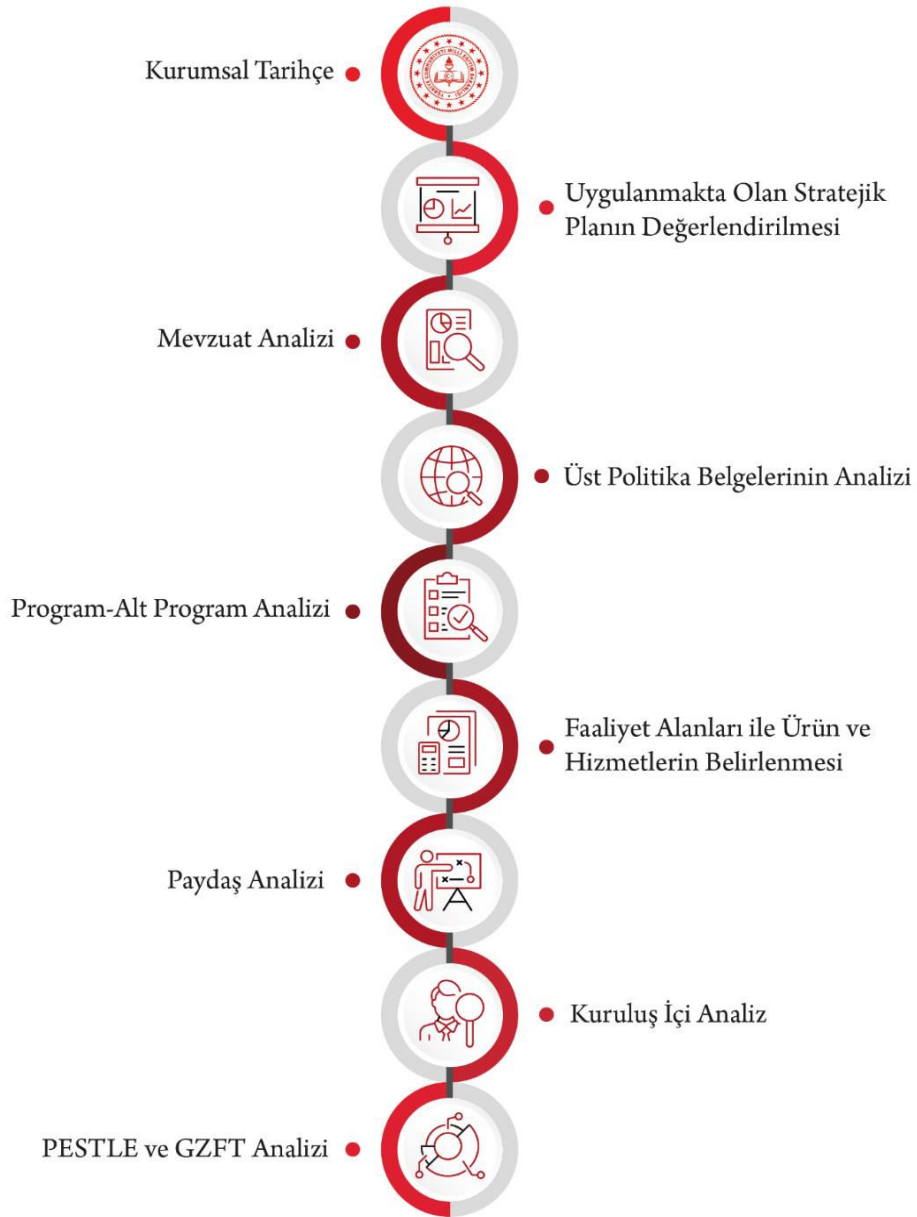 Kurumsal Tarihçe
Uygulanmakta Olan Stratejik
Planın Değerlendirilmesi
Mevzuat Analizi
Üst Politika Belgelerinin Analizi
Program-Alt Program Analizi
Faaliyet Alanları ile Ürün ve
Hizmetlerin Belirlenmesi
Paydaş Analizi
Kuruluş İçi Analiz
PESTLE ve GZFT Analizi